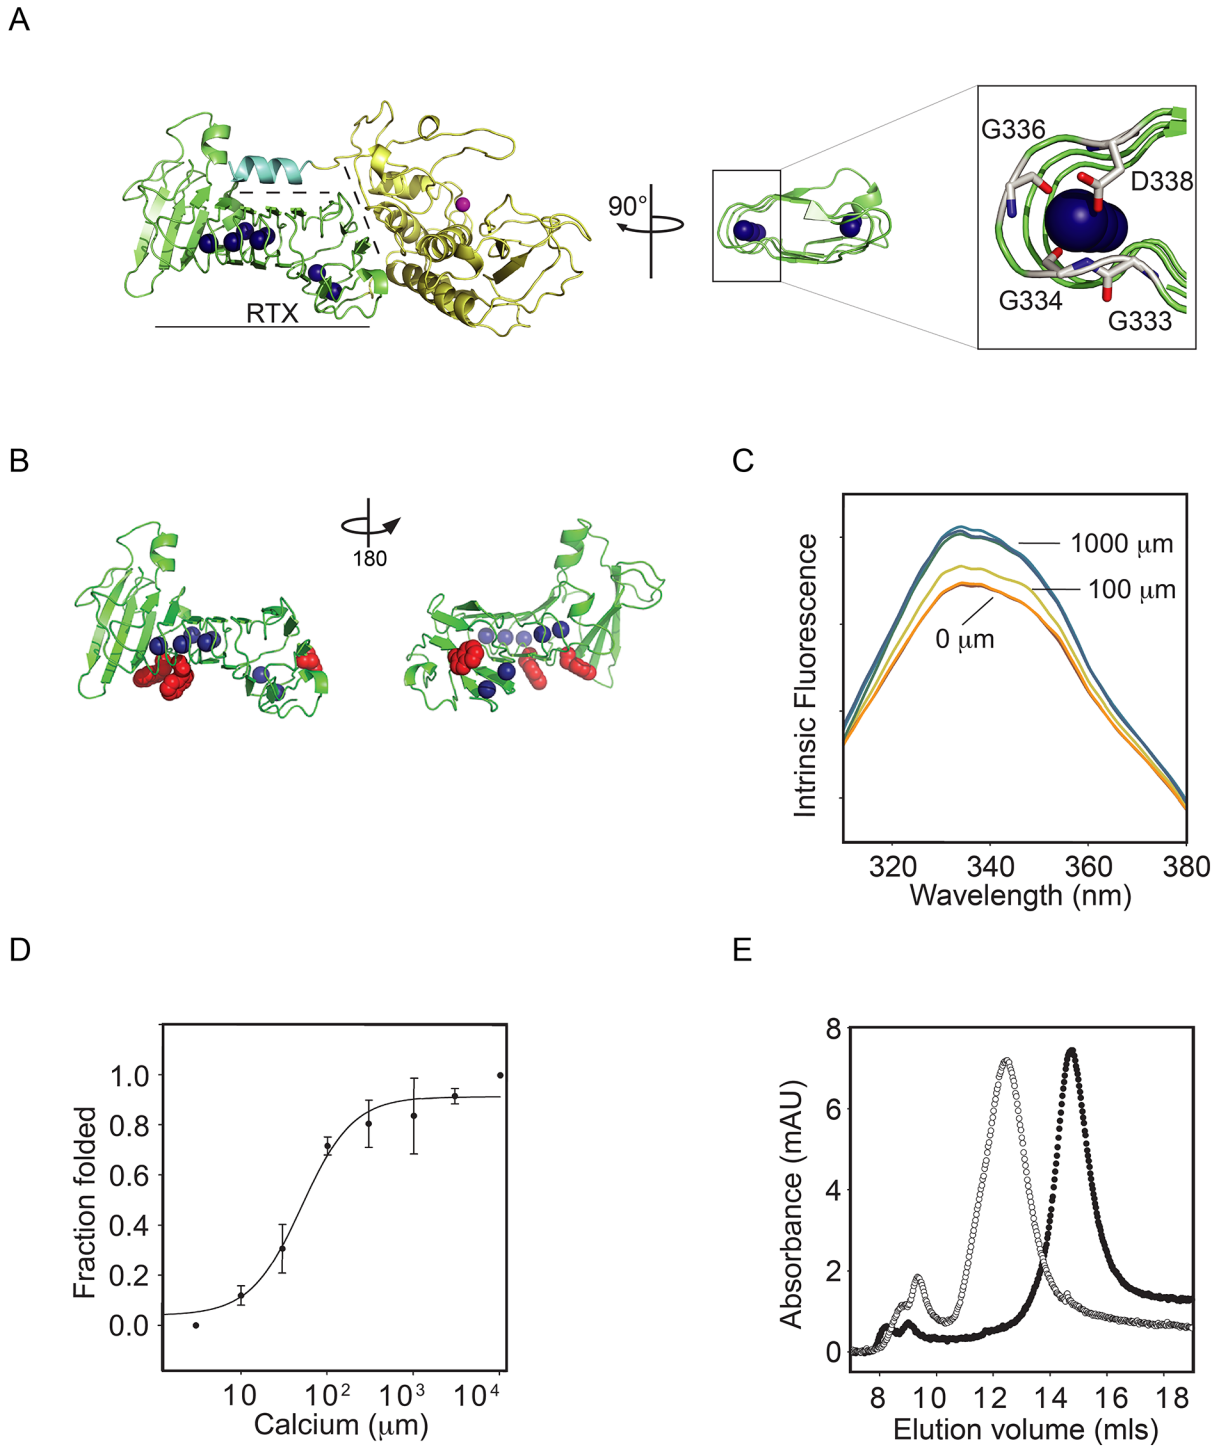 A
RTX
90°
G336
D338
G334
G333
B
180
C
1000 μm
100 μm
0 μm
Intrinsic Fluorescence
320 340 360 380
Wavelength (nm)
D
1.0
0.8
0.6
0.4
0.2
0.0
Fraction folded
10 10² 10³ 10⁴
Calcium (μm)
E
8
6
4
2
0
Absorbance (mAU)
8 10 12 14 16 18
Elution volume (mls)